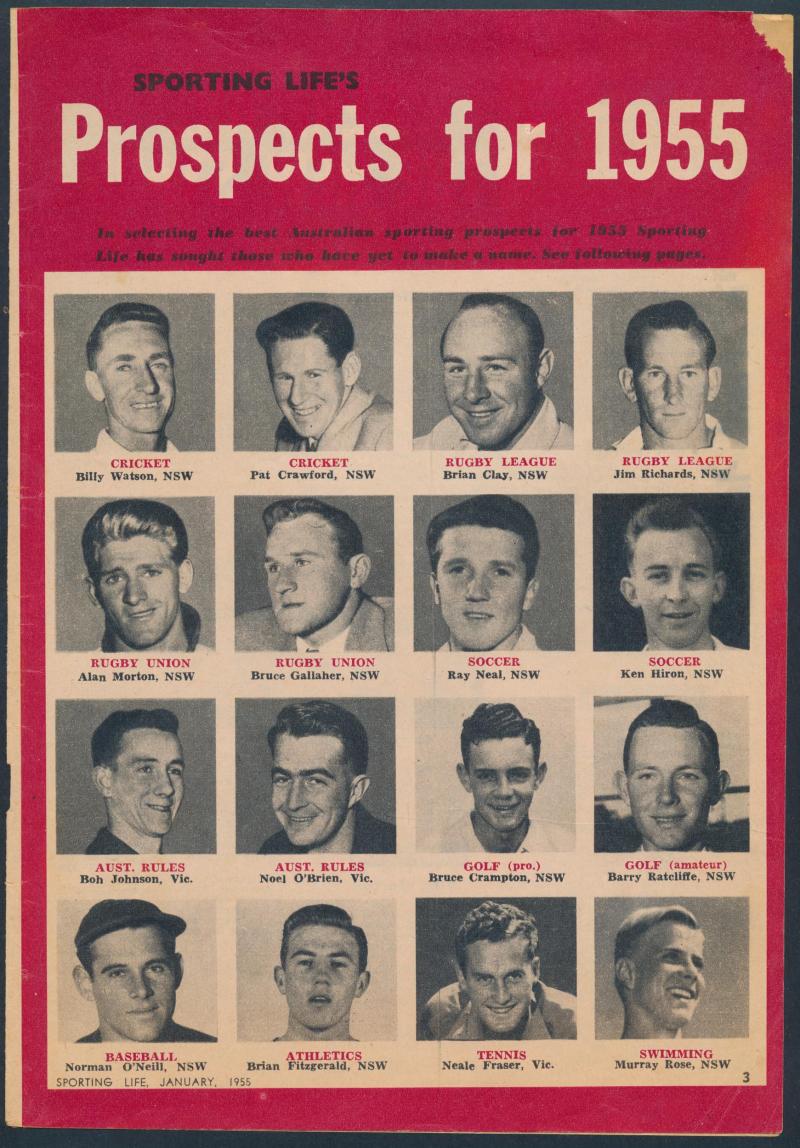 SPORTING LIFE'S
Prospects for 1955
In selecting the best Australian sporting prospects for 1955 Sporting
Life has sought those who have yet to make a name. See following pages.
CRICKET
Billy Watson, NSW
CRICKET
Pat Crawford, NSW
RUGBY LEAGUE
Brian Clay, NSW
RUGBY LEAGUE
Jim Richards, NSW
RUGBY UNION
Alan Morton, NSW
RUGBY UNION
Bruce Gallaher, NSW
SOCCER
Ray Neal, NSW
SOCCER
Ken Hiron, NSW
AUST. RULES
Bob Johnson, Vic.
AUST. RULES
Noel O'Brien, Vic.
GOLF (pro.)
Bruce Crampton, NSW
GOLF (amateur)
Barry Ratcliffe, NSW
BASEBALL
Norman O'Neill, NSW
ATHLETICS
Brian Fitzgerald, NSW
TENNIS
Neale Fraser, Vic.
SWIMMING
Murray Rose, NSW
SPORTING LIFE, JANUARY, 1955
3